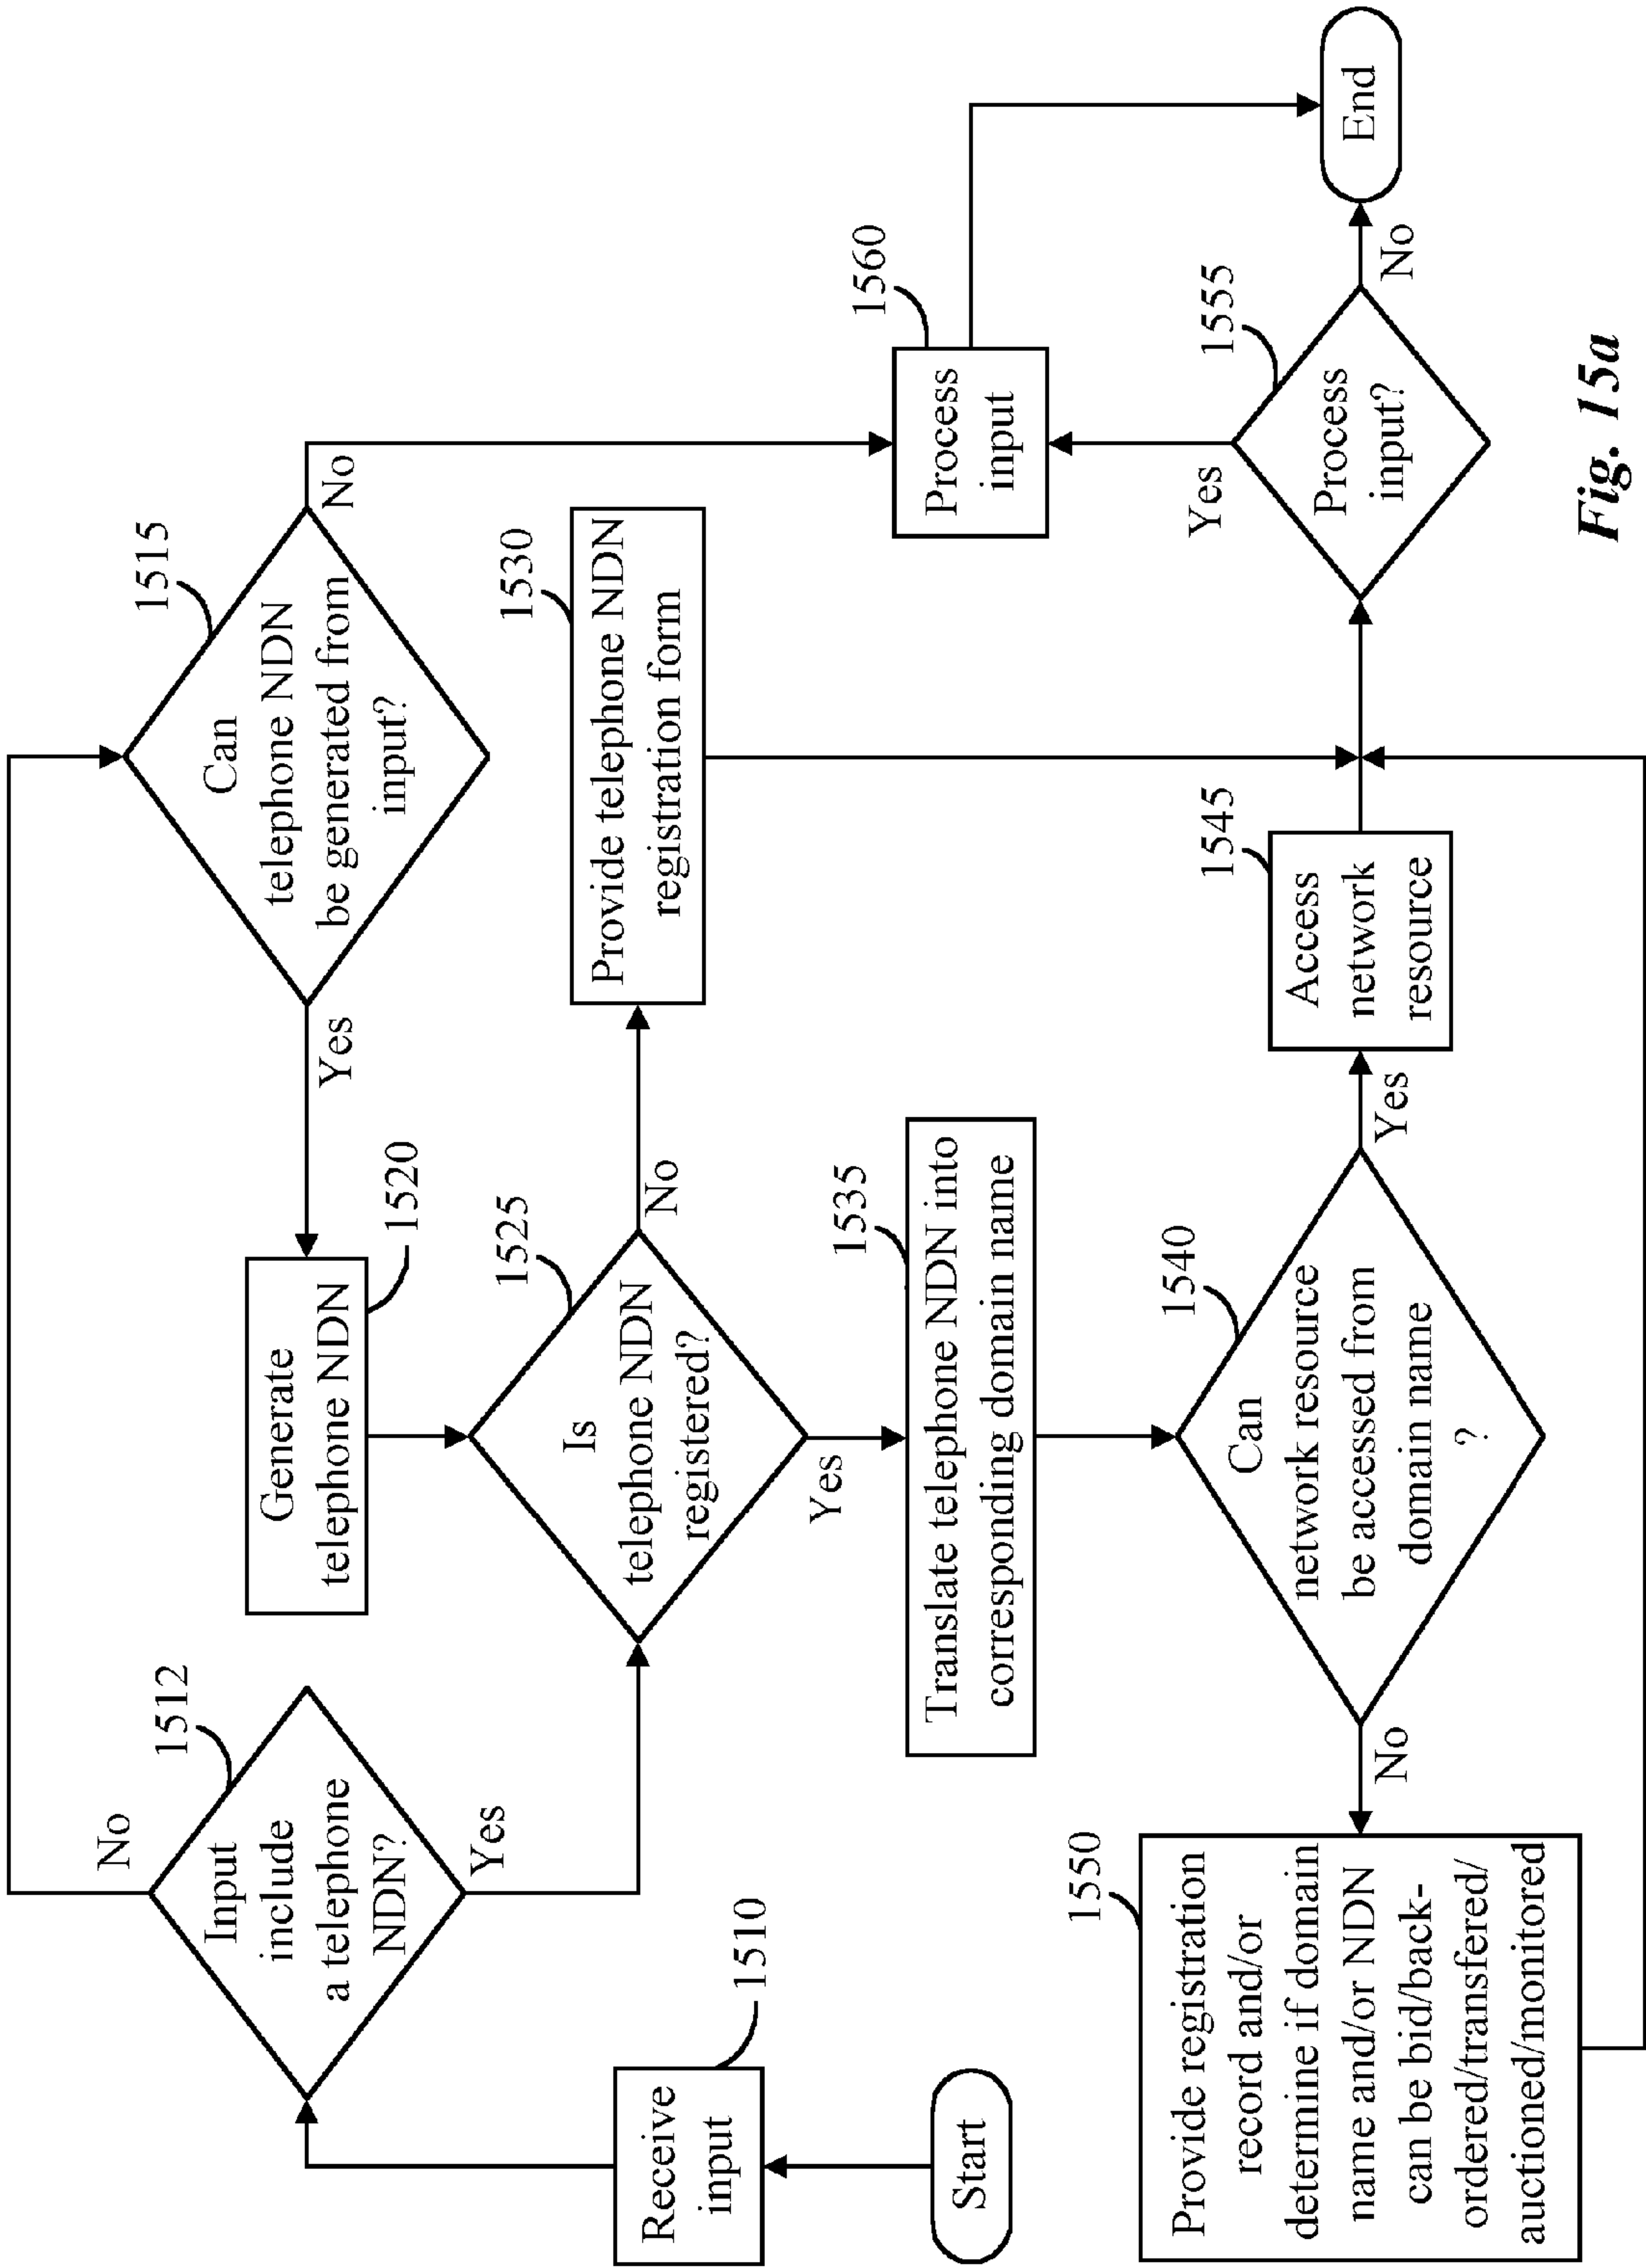 Start
Receive
input
1510
Input
include
a telephone
NDN?
1512
No
Yes
Can
telephone NDN
be generated from
input?
1515
Yes
No
Generate
telephone NDN
1520
Is
telephone NDN
registered?
1525
No
Yes
Provide telephone NDN
registration form
1530
Translate telephone NDN into
corresponding domain name
1535
Can
network resource
be accessed from
domain name
?
1540
Yes
No
Access
network
resource
1545
Provide registration
record and/or
determine if domain
name and/or NDN
can be bid/back-
ordered/transfered/
auctioned/monitored
1550
Process
input?
1555
Yes
No
Process
input
1560
End
Fig. 15a